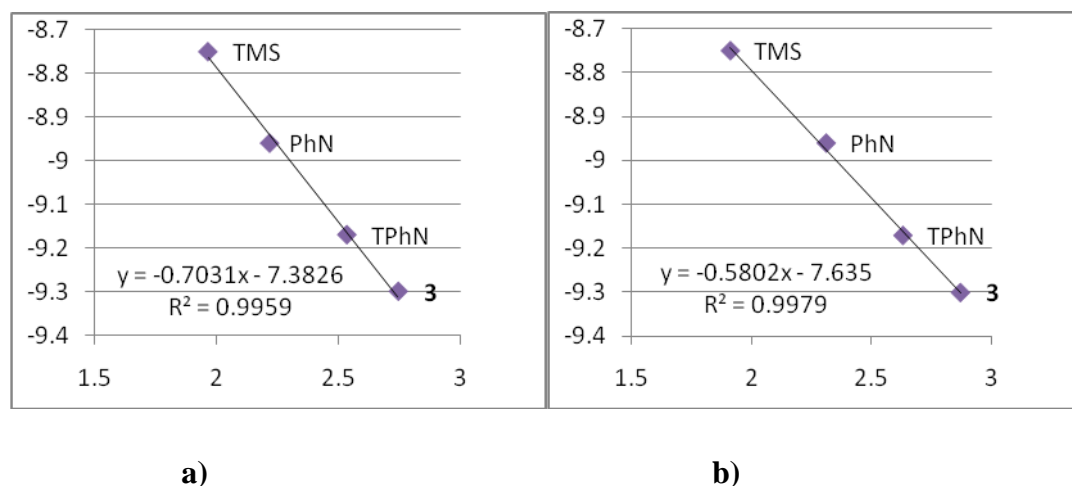 -8.7
-8.8
-8.9
-9
-9.1
-9.2
-9.3
-9.4
TMS
PhN
TPhN
3
y = -0.7031x - 7.3826
R² = 0.9959
1.5 2 2.5 3
-8.7
-8.8
-8.9
-9
-9.1
-9.2
-9.3
-9.4
TMS
PhN
TPhN
3
y = -0.5802x - 7.635
R² = 0.9979
1.5 2 2.5 3
a) b)